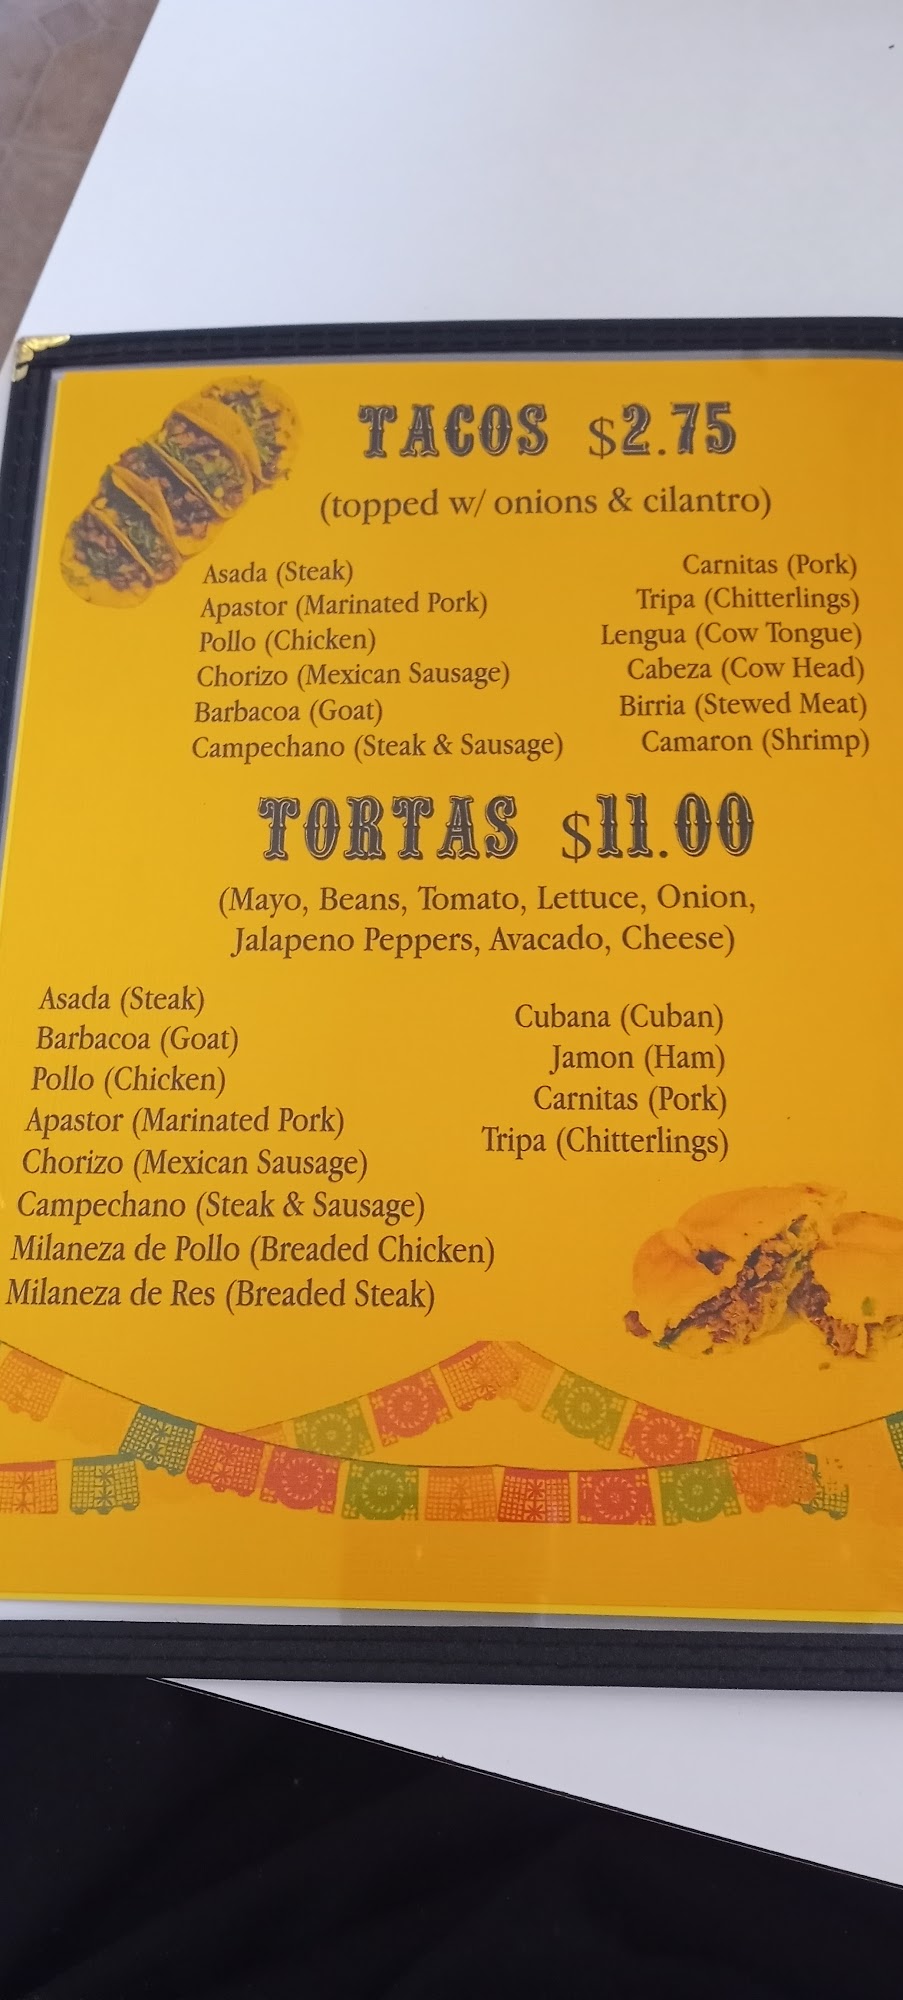 TACOS $2.75
(topped w/ onions & cilantro)
Asada (Steak)
Apastor (Marinated Pork)
Pollo (Chicken)
Chorizo (Mexican Sausage)
Barbacoa (Goat)
Campechano (Steak & Sausage)
Carnitas (Pork)
Tripa (Chitterlings)
Lengua (Cow Tongue)
Cabeza (Cow Head)
Birria (Stewed Meat)
Camaron (Shrimp)
TORTAS $11.00
(Mayo, Beans, Tomato, Lettuce, Onion,
Jalapeno Peppers, Avacado, Cheese)
Asada (Steak)
Barbacoa (Goat)
Pollo (Chicken)
Apastor (Marinated Pork)
Chorizo (Mexican Sausage)
Campechano (Steak & Sausage)
Milaneza de Pollo (Breaded Chicken)
Milaneza de Res (Breaded Steak)
Cubana (Cuban)
Jamon (Ham)
Carnitas (Pork)
Tripa (Chitterlings)